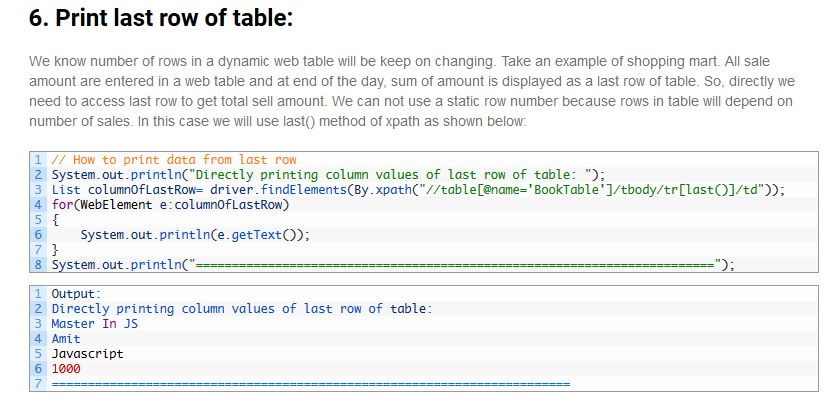 6. Print last row of table:
We know number of rows in a dynamic web table will be keep on changing. Take an example of shopping mart. All sale
amount are entered in a web table and at end of the day, sum of amount is displayed as a last row of table. So, directly we
need to access last row to get total sell amount. We can not use a static row number because rows in table will depend on
number of sales. In this case we will use last() method of xpath as shown below:
1 // How to print data from last row
2 System.out.println("Directly printing column values of last row of table: ");
3 List columnOfLastRow= driver.findElements(By.xpath("//table[@name='BookTable']/tbody/tr[last()]/td"));
4 for(WebElement e:columnOfLastRow)
5 {
6     System.out.println(e.getText());
7 }
8 System.out.println("========================================================================");
1 Output:
2 Directly printing column values of last row of table:
3 Master In JS
4 Amit
5 Javascript
6 1000
7 ========================================================================